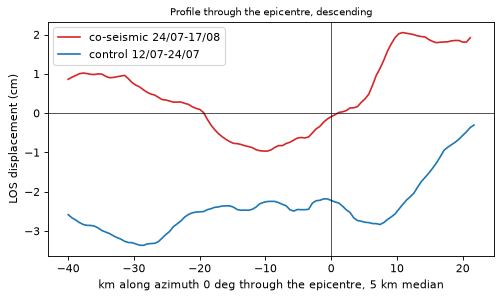 Profile through the epicentre, descending
co-seismic 24/07-17/08
control 12/07-24/07
LOS displacement (cm)
2
1
0
−1
−2
−3
−40
−30
−20
−10
0
10
20
km along azimuth 0 deg through the epicentre, 5 km median